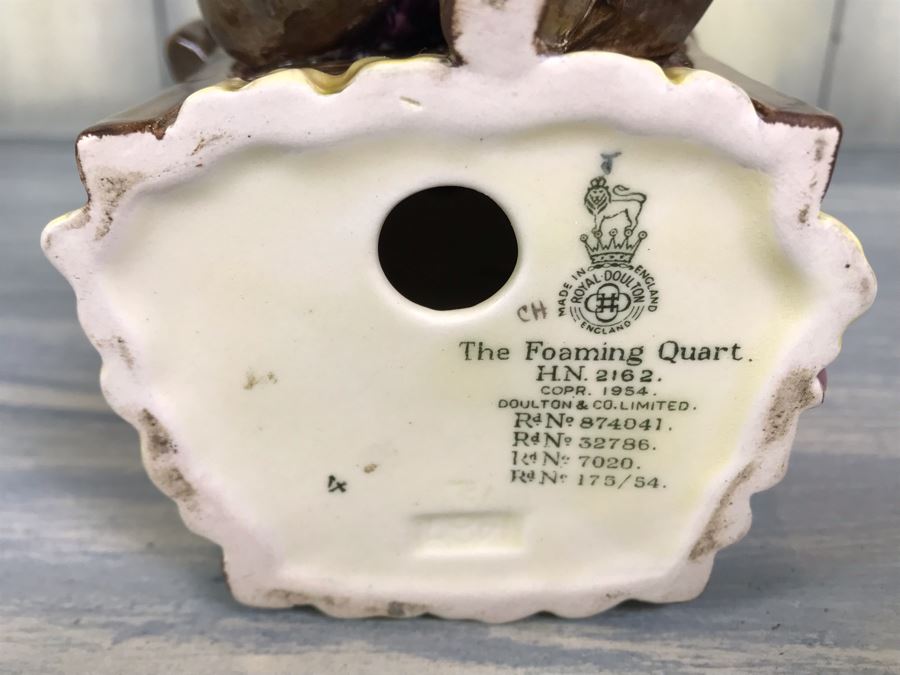 MADE IN ENGLAND
ROYAL·DOULTON
ENGLAND
CH
The Foaming Quart.
H.N. 2162.
COPR. 1954.
DOULTON & CO. LIMITED.
Rd No 874041.
Rd No 32786.
Rd No 7020.
Rd No 175/54.
4